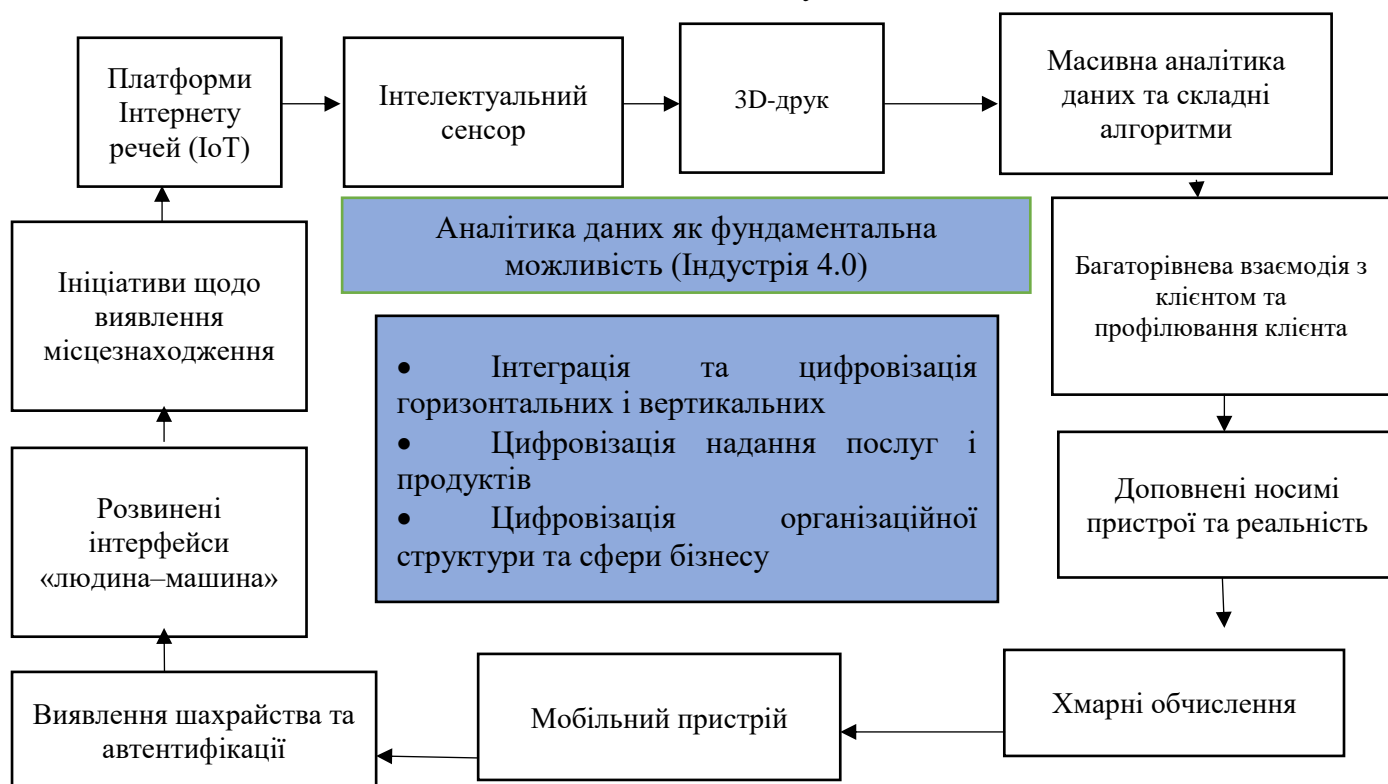 Платформи
Інтернету
речей (IoT)
Інтелектуальний
сенсор
3D-друк
Масивна аналітика
даних та складні
алгоритми
Аналітика даних як фундаментальна
можливість (Індустрія 4.0)
Ініціативи щодо
виявлення
місцезнаходження
Багаторівнева взаємодія з
клієнтом та
профілювання клієнта
• Інтеграція та цифровізація
горизонтальних і вертикальних
• Цифровізація надання послуг і
продуктів
• Цифровізація організаційної
структури та сфери бізнесу
Розвинені
інтерфейси
«людина–машина»
Доповнені носимі
пристрої та реальність
Виявлення шахрайства та
автентифікації
Мобільний пристрій
Хмарні обчислення